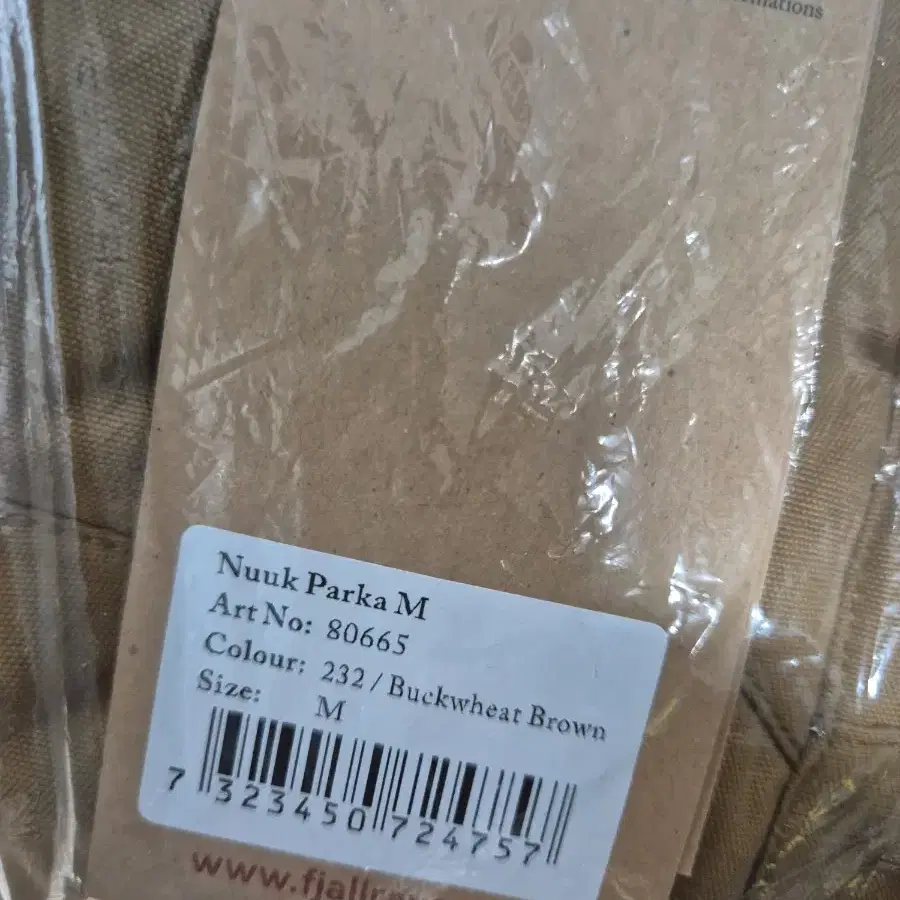 Nuuk Parka M
Art No: 80665
Colour: 232 / Buckwheat Brown
Size: M
7 323450 724757